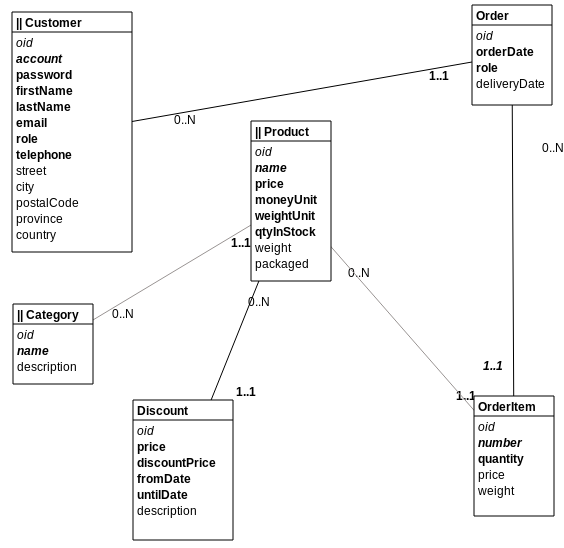 || Customer
oid
account
password
firstName
lastName
email
role
telephone
street
city
postalCode
province
country
0..N
1..1
Order
oid
orderDate
role
deliveryDate
0..N
1..1
|| Product
oid
name
price
moneyUnit
weightUnit
qtyInStock
weight
packaged
1..1
0..N
0..N
0..N
1..1
1..1
|| Category
oid
name
description
Discount
oid
price
discountPrice
fromDate
untilDate
description
OrderItem
oid
number
quantity
price
weight